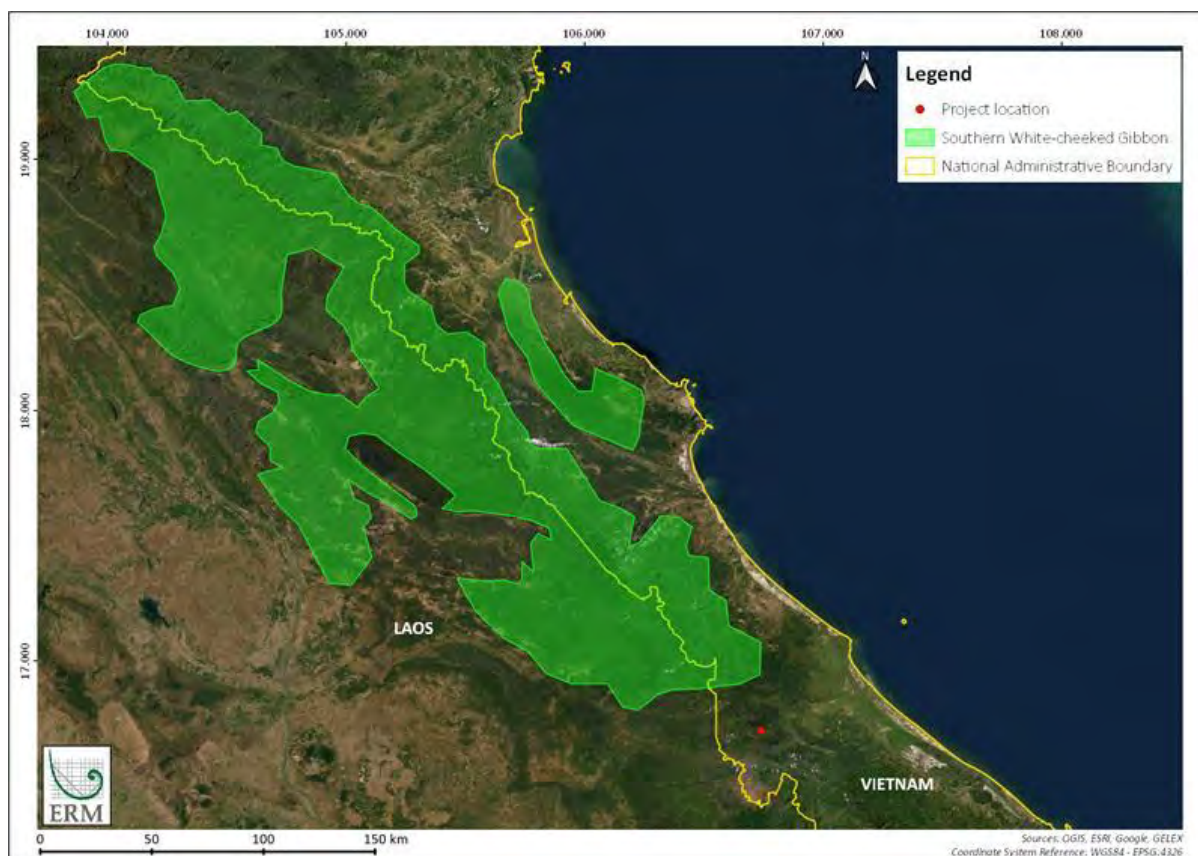 104.000 105.000 106.000 107.000 108.000
N
Legend
Project location
Southern White-cheeked Gibbon
National Administrative Boundary
19.000
18.000
17.000
LAOS
VIETNAM
ERM
0 50 100 150 km
Sources: QGIS, ESRI, Google, GELEX
Coordinate System Reference: WGS84 - EPSG:4326